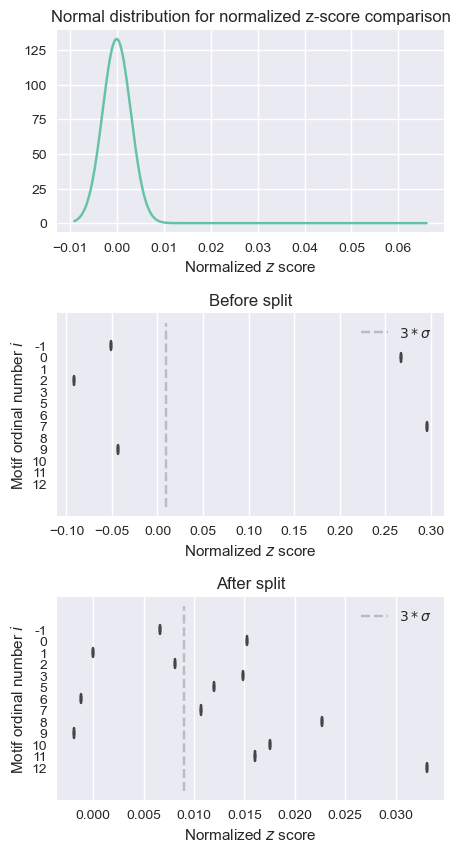 Normal distribution for normalized z-score comparison
125
100
75
50
25
0
−0.01 0.00 0.01 0.02 0.03 0.04 0.05 0.06
Normalized z score
Before split
Motif ordinal number i
-1
0
1
2
3
4
5
6
7
8
9
10
11
12
3 * σ
−0.10 −0.05 0.00 0.05 0.10 0.15 0.20 0.25 0.30
Normalized z score
After split
Motif ordinal number i
-1
0
1
2
3
4
5
6
7
8
9
10
11
12
3 * σ
0.000 0.005 0.010 0.015 0.020 0.025 0.030
Normalized z score